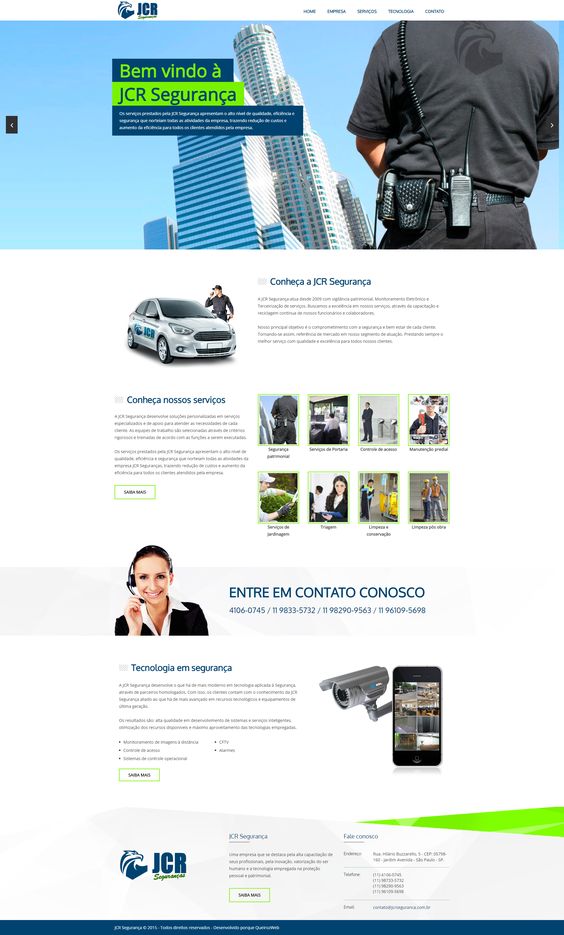 JCR
Segurança
HOME
EMPRESA
SERVIÇOS
TECNOLOGIA
CONTATO
Bem vindo à
JCR Segurança
Os serviços prestados pela JCR Segurança apresentam o alto nível de qualidade, eficiência e
segurança que norteiam todas as atividades da empresa, trazendo redução de custos e
aumento da eficiência para todos os clientes atendidos pela empresa.
Conheça a JCR Segurança
A JCR Segurança atua desde 2009 com vigilância patrimonial, Monitoramento Eletrônico e
Terceirização de serviços. Buscamos a excelência em nossos serviços, através da capacitação e
reciclagem contínua de nossos funcionários e colaboradores.
Nosso principal objetivo é o comprometimento com a segurança e bem estar de cada cliente.
Tornando-se assim, referência de mercado em nosso segmento de atuação. Prestando sempre o
melhor serviço com qualidade e excelência para todos nossos clientes.
JCR
Conheça nossos serviços
A JCR Segurança desenvolve soluções personalizadas em serviços
especializados e de apoio para atender as necessidades de cada
cliente. As equipes de trabalho são selecionadas através de critérios
rigorosos e treinadas de acordo com as funções a serem executadas.
Os serviços prestados pela JCR Segurança apresentam o alto nível de
qualidade, eficiência e segurança que norteiam todas as atividades da
empresa JCR Seguranças, trazendo redução de custos e aumento da
eficiência para todos os clientes atendidos pela empresa.
SAIBA MAIS
Segurança
patrimonial
Serviços de Portaria
Controle de acesso
Manutenção predial
Serviços de
Jardinagem
Triagem
Limpeza e
conservação
Limpeza pós obra
ENTRE EM CONTATO CONOSCO
4106-0745 / 11 9833-5732 / 11 98290-9563 / 11 96109-5698
Tecnologia em segurança
A JCR Segurança desenvolve o que há de mais moderno em tecnologia aplicada à Segurança,
através de parceiros homologados. Com isso, os clientes contam com o conhecimento da JCR
Segurança aliado ao que há de mais avançado em recursos tecnológicos e equipamentos de
última geração.
Os resultados são: alta qualidade em desenvolvimento de sistemas e serviços inteligentes,
otimização dos recursos disponíveis e máximo aproveitamento das tecnologias empregadas.
• Monitoramento de imagens à distância
• Controle de acesso
• Sistemas de controle operacional
• CFTV
• Alarmes
SAIBA MAIS
JCR
Seguranças
JCR Segurança
Uma empresa que se destaca pela alta capacitação de
seus profissionais, pela inovação, valorização do ser
humano e a tecnologia empregada na proteção
pessoal e patrimonial.
SAIBA MAIS
Fale conosco
Endereço
Rua. Hilário Buzzarello, 5 - CEP: 05798-
160 - Jardim Avenida - São Paulo - SP.
Telefone
(11) 4106-0745
(11) 98733-5732
(11) 98290-9563
(11) 96109-5698
Email:
contato@jcrseguranca.com.br
JCR Segurança © 2015 - Todos direitos reservados - Desenvolvido porque QueirozWeb